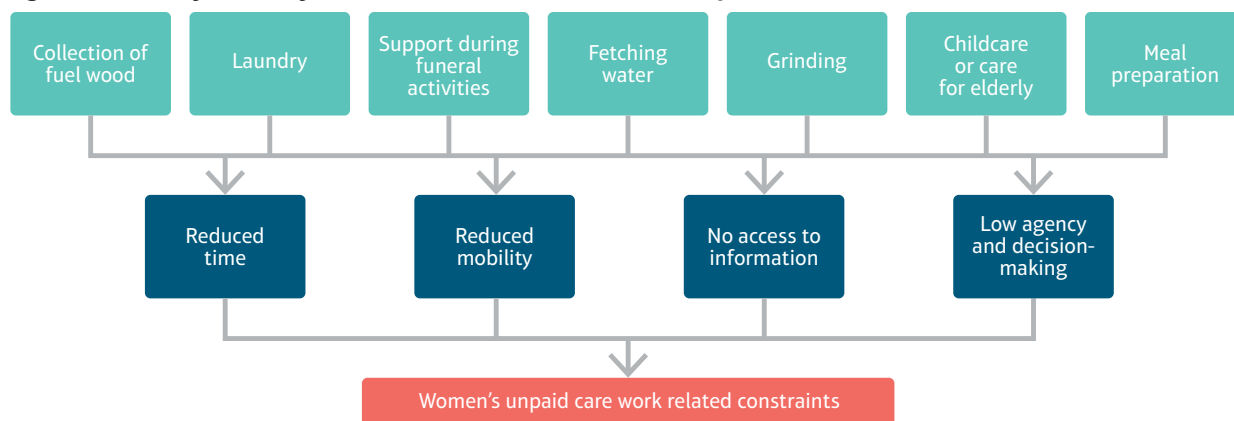 Collection of
fuel wood
Laundry
Support during
funeral
activities
Fetching
water
Grinding
Childcare
or care
for elderly
Meal
preparation
Reduced
time
Reduced
mobility
No access to
information
Low agency
and decision-
making
Women's unpaid care work related constraints